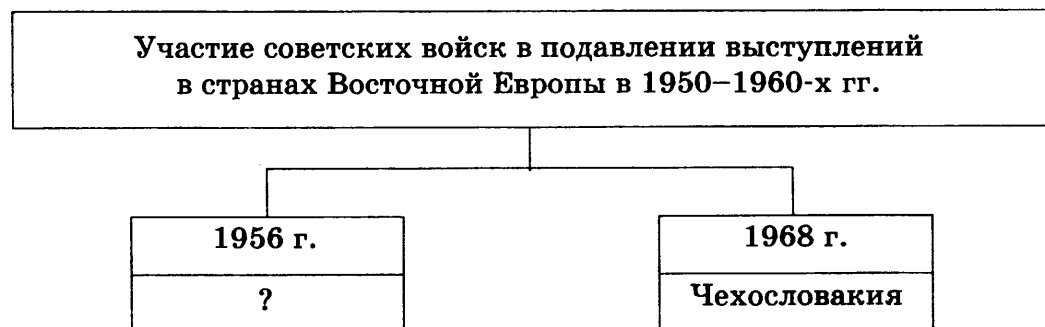 Участие советских войск в подавлении выступлений
в странах Восточной Европы в 1950–1960-х гг.
1956 г.
1968 г.
?
Чехословакия